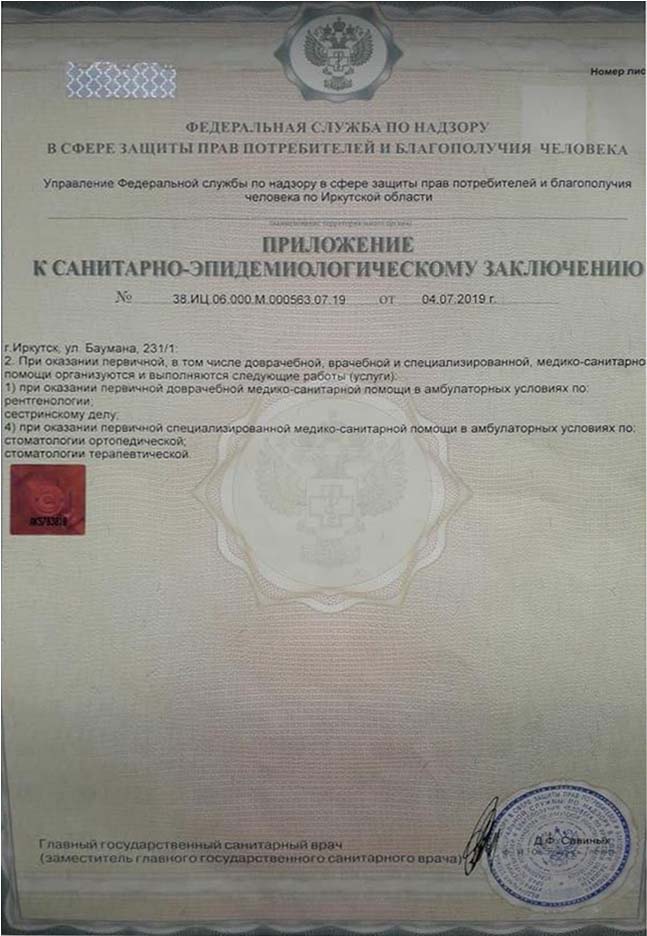 Номер лис
ФЕДЕРАЛЬНАЯ СЛУЖБА ПО НАДЗОРУ
В СФЕРЕ ЗАЩИТЫ ПРАВ ПОТРЕБИТЕЛЕЙ И БЛАГОПОЛУЧИЯ ЧЕЛОВЕКА
Управление Федеральной службы по надзору в сфере защиты прав потребителей и благополучия
человека по Иркутской области
наименование территориального органа
ПРИЛОЖЕНИЕ
К САНИТАРНО-ЭПИДЕМИОЛОГИЧЕСКОМУ ЗАКЛЮЧЕНИЮ
№ 38.ИЦ.06.000.М.000563.07.19 от 04.07.2019 г.
г.Иркутск, ул. Баумана, 231/1:
2. При оказании первичной, в том числе доврачебной, врачебной и специализированной, медико-санитарно
помощи организуются и выполняются следующие работы (услуги):
1) при оказании первичной доврачебной медико-санитарной помощи в амбулаторных условиях по:
рентгенологии;
сестринскому делу;
4) при оказании первичной специализированной медико-санитарной помощи в амбулаторных условиях по:
стоматологии ортопедической;
стоматологии терапевтической.
Главный государственный санитарный врач
(заместитель главного государственного санитарного врача)
Д.Ф. Савиных